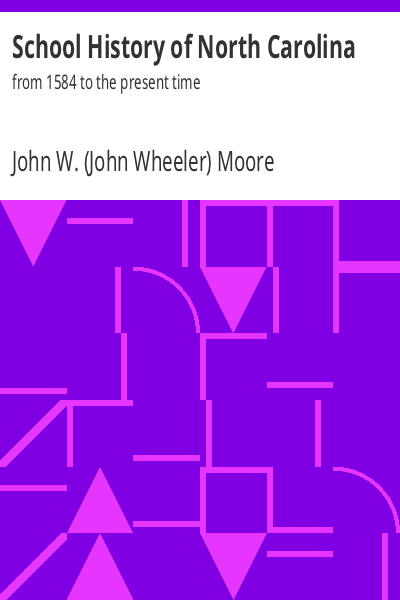 School History of North Carolina
from 1584 to the present time
John W. (John Wheeler) Moore